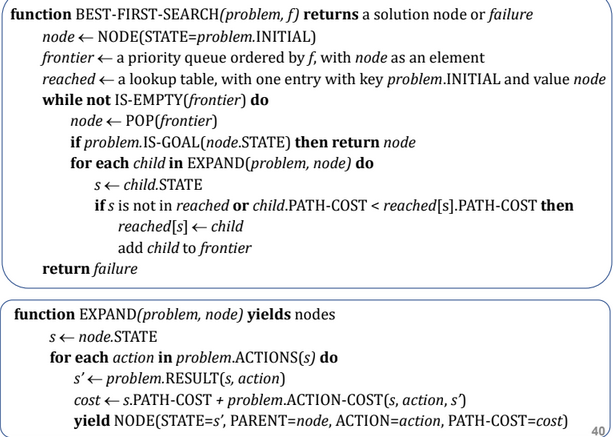 function BEST-FIRST-SEARCH(problem, f) returns a solution node or failure
node ← NODE(STATE=problem.INITIAL)
frontier ← a priority queue ordered by f, with node as an element
reached ← a lookup table, with one entry with key problem.INITIAL and value node
while not IS-EMPTY(frontier) do
node ← POP(frontier)
if problem.IS-GOAL(node.STATE) then return node
for each child in EXPAND(problem, node) do
s ← child.STATE
if s is not in reached or child.PATH-COST < reached[s].PATH-COST then
reached[s] ← child
add child to frontier
return failure
function EXPAND(problem, node) yields nodes
s ← node.STATE
for each action in problem.ACTIONS(s) do
s′ ← problem.RESULT(s, action)
cost ← s.PATH-COST + problem.ACTION-COST(s, action, s′)
yield NODE(STATE=s′, PARENT=node, ACTION=action, PATH-COST=cost)
40